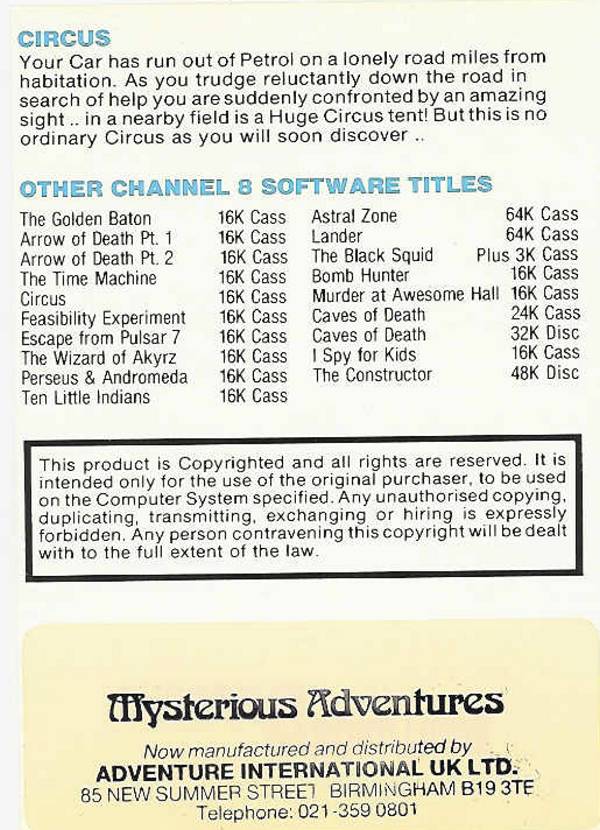 CIRCUS
Your Car has run out of Petrol on a lonely road miles from
habitation. As you trudge reluctantly down the road in
search of help you are suddenly confronted by an amazing
sight .. in a nearby field is a Huge Circus tent! But this is no
ordinary Circus as you will soon discover ..
OTHER CHANNEL 8 SOFTWARE TITLES
The Golden Baton 16K Cass
Arrow of Death Pt. 1 16K Cass
Arrow of Death Pt. 2 16K Cass
The Time Machine 16K Cass
Circus 16K Cass
Feasibility Experiment 16K Cass
Escape from Pulsar 7 16K Cass
The Wizard of Akyrz 16K Cass
Perseus & Andromeda 16K Cass
Ten Little Indians 16K Cass
Astral Zone 64K Cass
Lander 64K Cass
The Black Squid Plus 3K Cass
Bomb Hunter 16K Cass
Murder at Awesome Hall 16K Cass
Caves of Death 24K Cass
Caves of Death 32K Disc
I Spy for Kids 16K Cass
The Constructor 48K Disc
This product is Copyrighted and all rights are reserved. It is
intended only for the use of the original purchaser, to be used
on the Computer System specified. Any unauthorised copying,
duplicating, transmitting, exchanging or hiring is expressly
forbidden. Any person contravening this copyright will be dealt
with to the full extent of the law.
Mysterious Adventures
Now manufactured and distributed by
ADVENTURE INTERNATIONAL UK LTD.
85 NEW SUMMER STREET BIRMINGHAM B19 3TE
Telephone: 021-359 0801